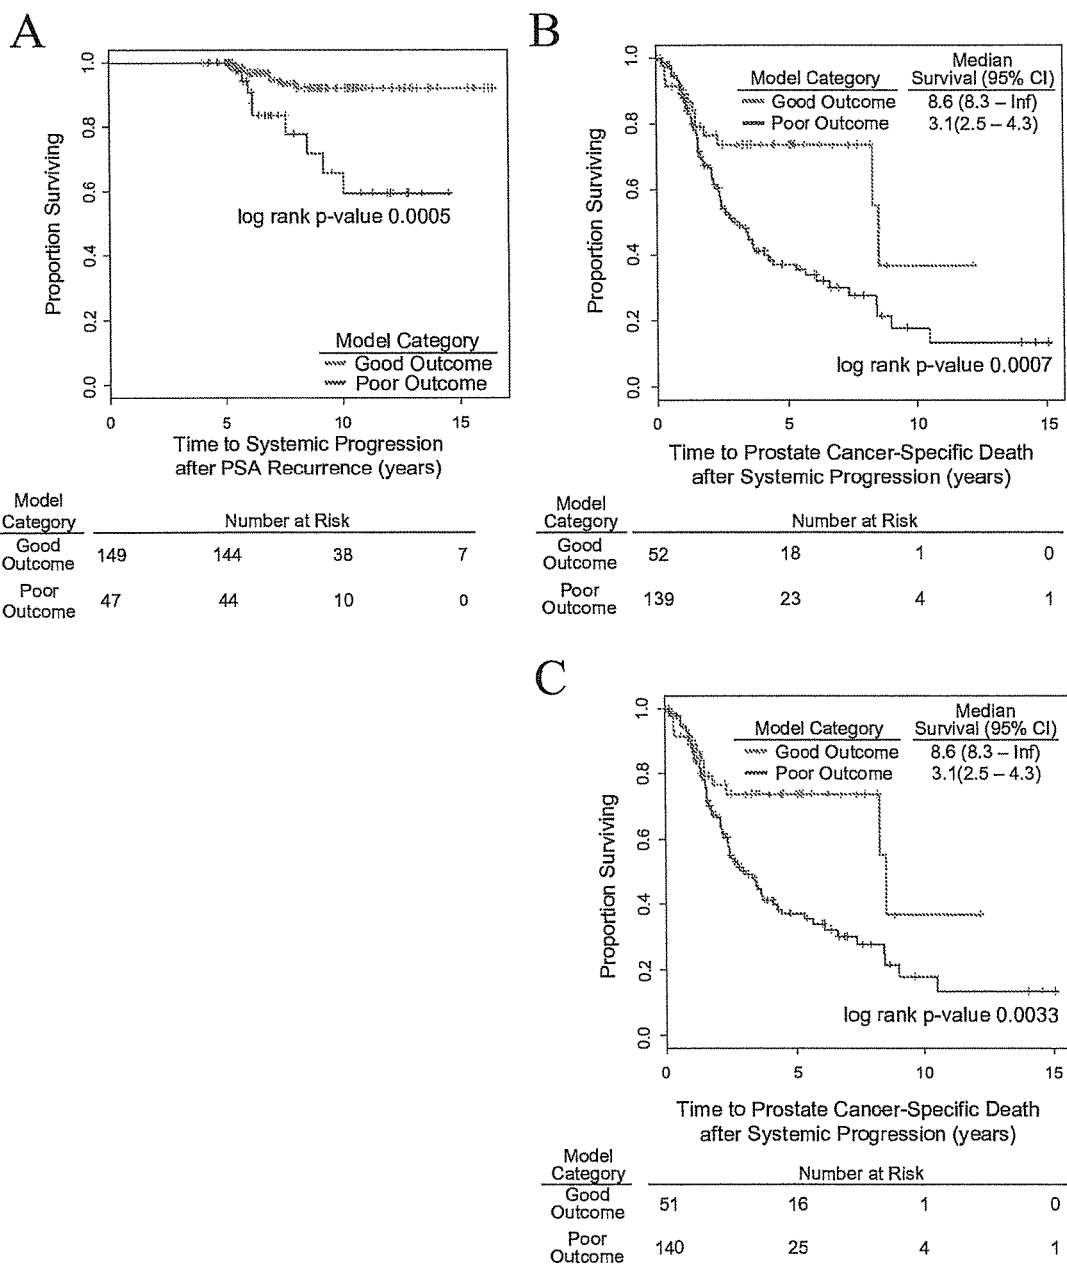 A
1.0
0.8
0.6
0.4
0.2
0.0
Proportion Surviving
log rank p-value 0.0005
Model Category
Good Outcome
Poor Outcome
0 5 10 15
Time to Systemic Progression
after PSA Recurrence (years)
Model
Category Number at Risk
Good
Outcome 149 144 38 7
Poor
Outcome 47 44 10 0
B
1.0
0.8
0.6
0.4
0.2
0.0
Proportion Surviving
Median
Model Category Survival (95% CI)
Good Outcome 8.6 (8.3 – Inf)
Poor Outcome 3.1(2.5 – 4.3)
log rank p-value 0.0007
0 5 10 15
Time to Prostate Cancer-Specific Death
after Systemic Progression (years)
Model
Category Number at Risk
Good
Outcome 52 18 1 0
Poor
Outcome 139 23 4 1
C
1.0
0.8
0.6
0.4
0.2
0.0
Proportion Surviving
Median
Model Category Survival (95% CI)
Good Outcome 8.6 (8.3 – Inf)
Poor Outcome 3.1(2.5 – 4.3)
log rank p-value 0.0033
0 5 10 15
Time to Prostate Cancer-Specific Death
after Systemic Progression (years)
Model
Category Number at Risk
Good
Outcome 51 16 1 0
Poor
Outcome 140 25 4 1